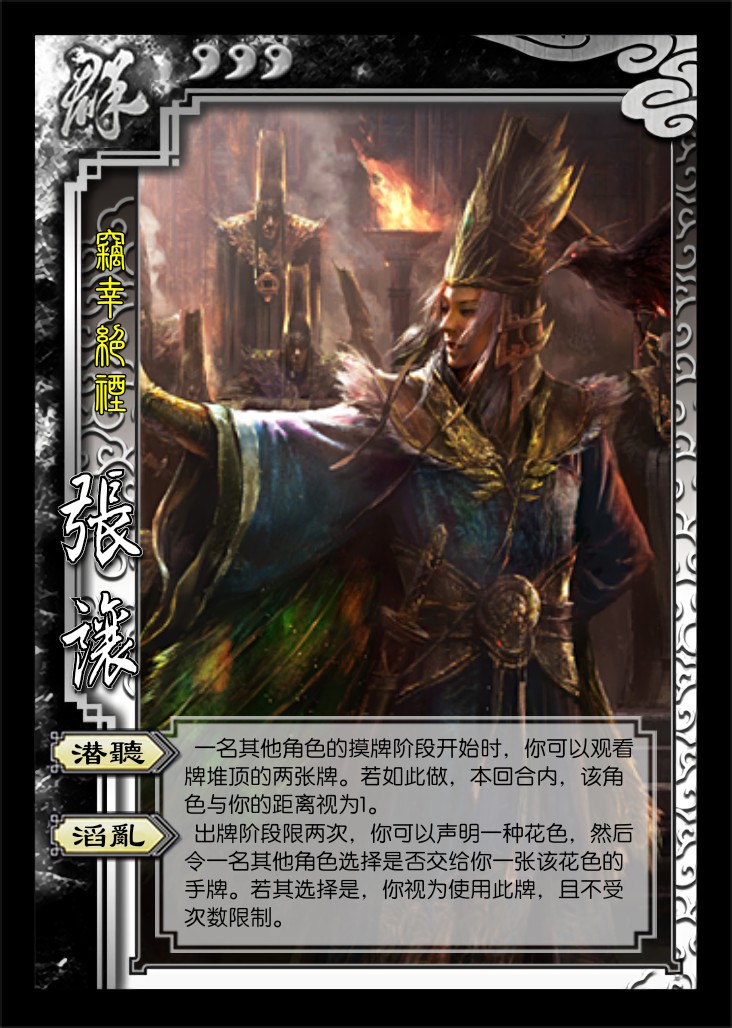 群
竊幸絕禋
張讓
潜聽
一名其他角色的摸牌阶段开始时，你可以观看
牌堆顶的两张牌。若如此做，本回合内，该角
色与你的距离视为1。
滔亂
出牌阶段限两次，你可以声明一种花色，然后
令一名其他角色选择是否交给你一张该花色的
手牌。若其选择是，你视为使用此牌，且不受
次数限制。